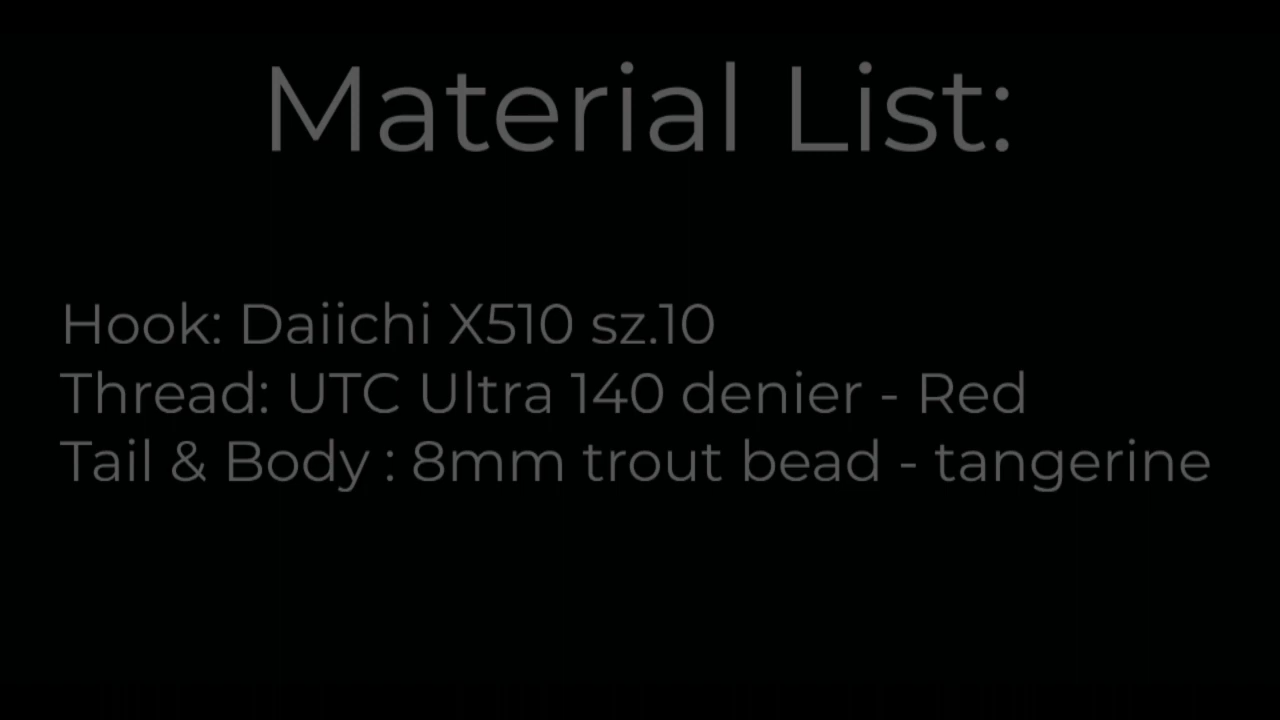 Material List:
Hook: Daiichi X510 sz.10
Thread: UTC Ultra 140 denier - Red
Tail & Body : 8mm trout bead - tangerine